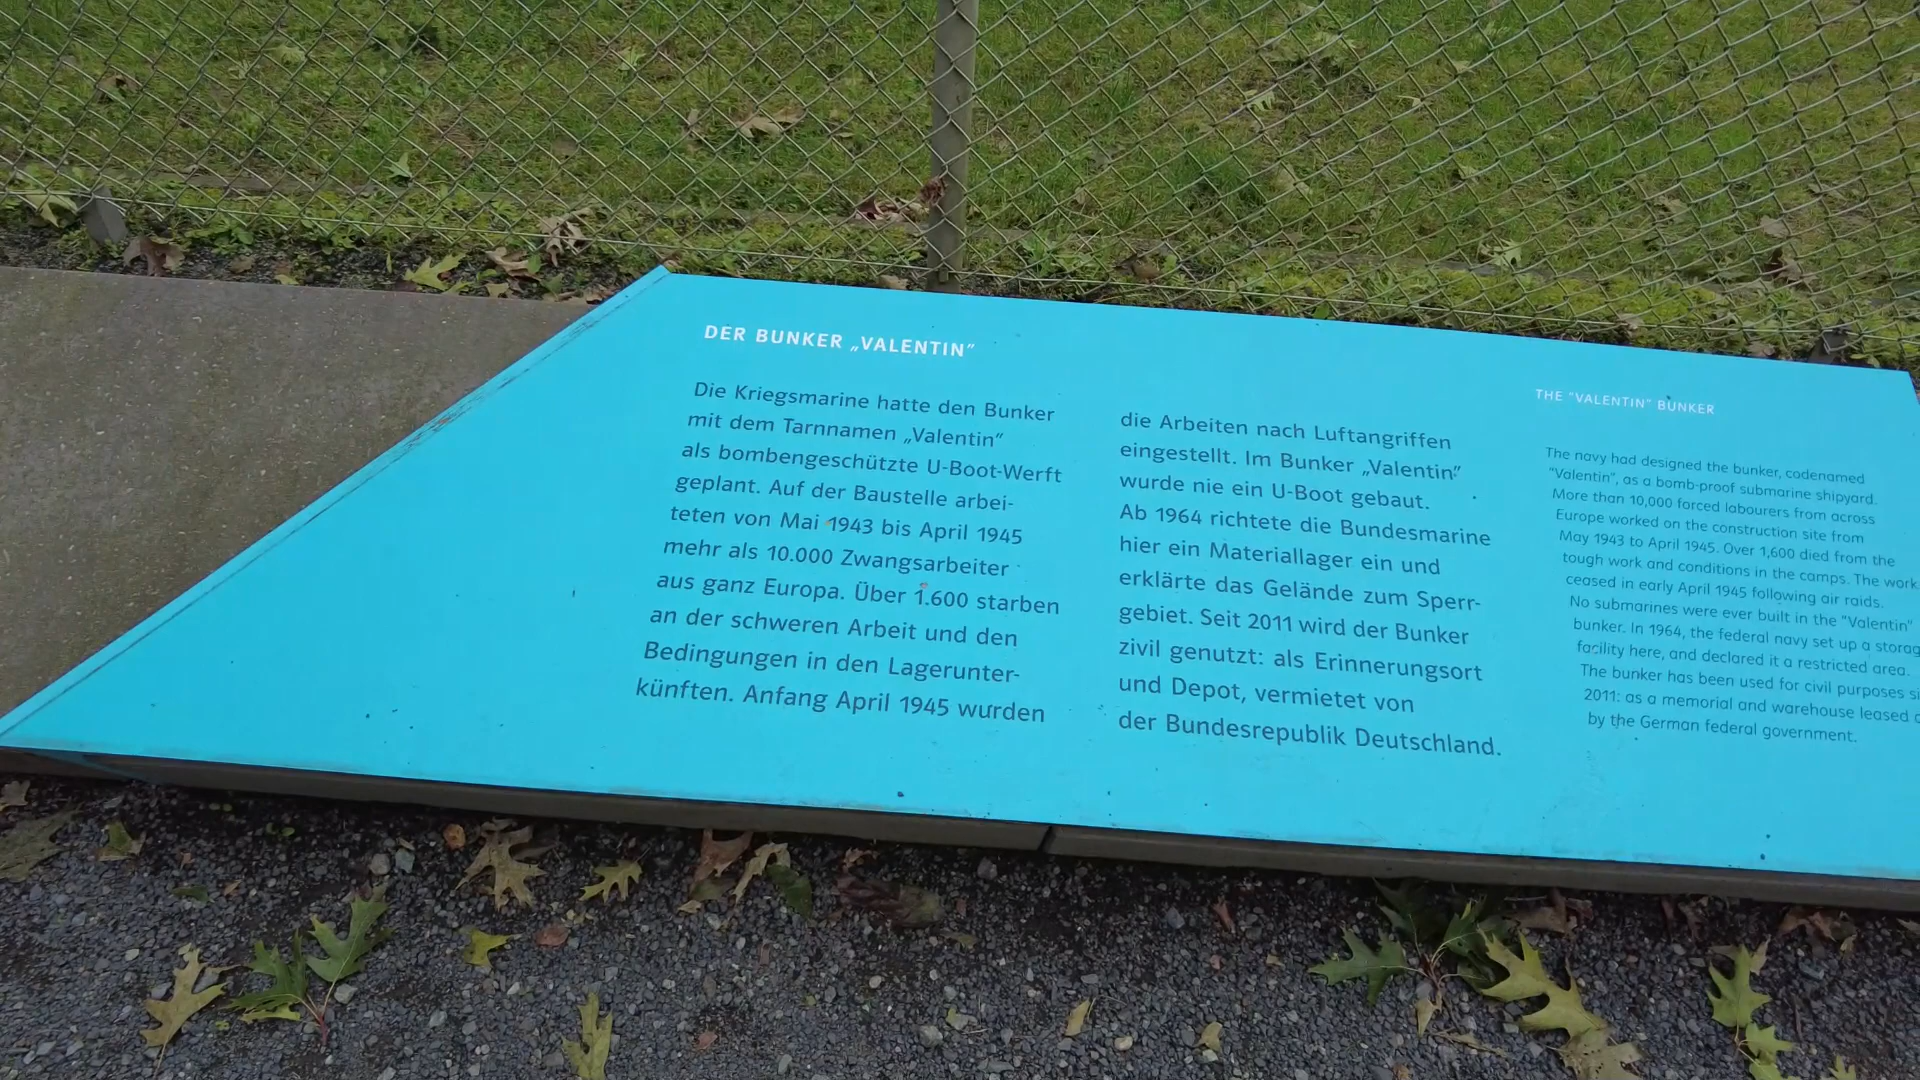 DER BUNKER „VALENTIN“
Die Kriegsmarine hatte den Bunker
mit dem Tarnnamen „Valentin“
als bombengeschützte U-Boot-Werft
geplant. Auf der Baustelle arbei-
teten von Mai 1943 bis April 1945
mehr als 10.000 Zwangsarbeiter
aus ganz Europa. Über 1.600 starben
an der schweren Arbeit und den
Bedingungen in den Lagerunter-
künften. Anfang April 1945 wurden
die Arbeiten nach Luftangriffen
eingestellt. Im Bunker „Valentin“
wurde nie ein U-Boot gebaut.
Ab 1964 richtete die Bundesmarine
hier ein Materiallager ein und
erklärte das Gelände zum Sperr-
gebiet. Seit 2011 wird der Bunker
zivil genutzt: als Erinnerungsort
und Depot, vermietet von
der Bundesrepublik Deutschland.
THE "VALENTIN" BUNKER
The navy had designed the bunker, codenamed
"Valentin", as a bomb-proof submarine shipyard.
More than 10,000 forced labourers from across
Europe worked on the construction site from
May 1943 to April 1945. Over 1,600 died from the
tough work and conditions in the camps. The work
ceased in early April 1945 following air raids.
No submarines were ever built in the "Valentin"
bunker. In 1964, the federal navy set up a
facility here, and declared it a restricted area.
The bunker has been used for civil purposes
2011: as a memorial and warehouse leased
by the German federal government.